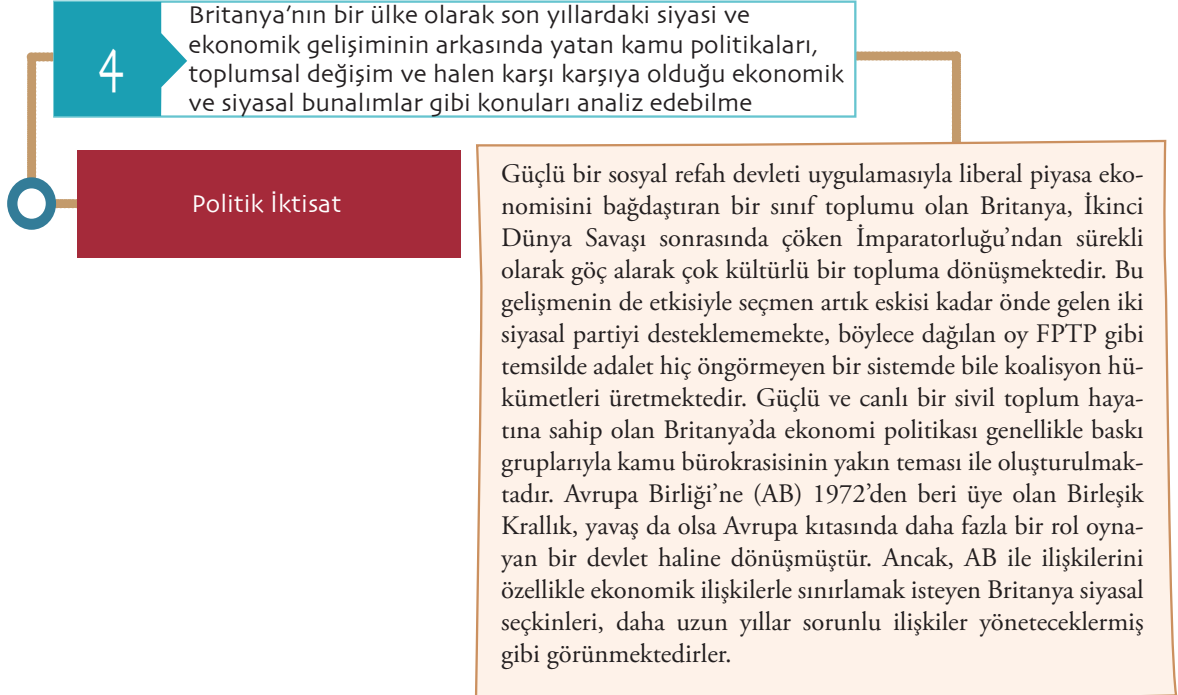 4
Britanya'nın bir ülke olarak son yıllardaki siyasi ve
ekonomik gelişiminin arkasında yatan kamu politikaları,
toplumsal değişim ve halen karşı karşıya olduğu ekonomik
ve siyasal bunalımlar gibi konuları analiz edebilme
Politik İktisat
Güçlü bir sosyal refah devleti uygulamasıyla liberal piyasa eko-
nomisini bağdaştıran bir sınıf toplumu olan Britanya, İkinci
Dünya Savaşı sonrasında çöken İmparatorluğu'ndan sürekli
olarak göç alarak çok kültürlü bir topluma dönüşmektedir. Bu
gelişmenin de etkisiyle seçmen artık eskisi kadar önde gelen iki
siyasal partiyi desteklememekte, böylece dağılan oy FPTP gibi
temsilde adalet hiç öngörmeyen bir sistemde bile koalisyon hü-
kümetleri üretmektedir. Güçlü ve canlı bir sivil toplum haya-
tına sahip olan Britanya'da ekonomi politikası genellikle baskı
gruplarıyla kamu bürokrasisinin yakın teması ile oluşturulmak-
tadır. Avrupa Birliği'ne (AB) 1972'den beri üye olan Birleşik
Krallık, yavaş da olsa Avrupa kıtasında daha fazla bir rol oyna-
yan bir devlet haline dönüşmüştür. Ancak, AB ile ilişkilerini
özellikle ekonomik ilişkilerle sınırlamak isteyen Britanya siyasal
seçkinleri, daha uzun yıllar sorunlu ilişkiler yöneteceklermiş
gibi görünmektedirler.